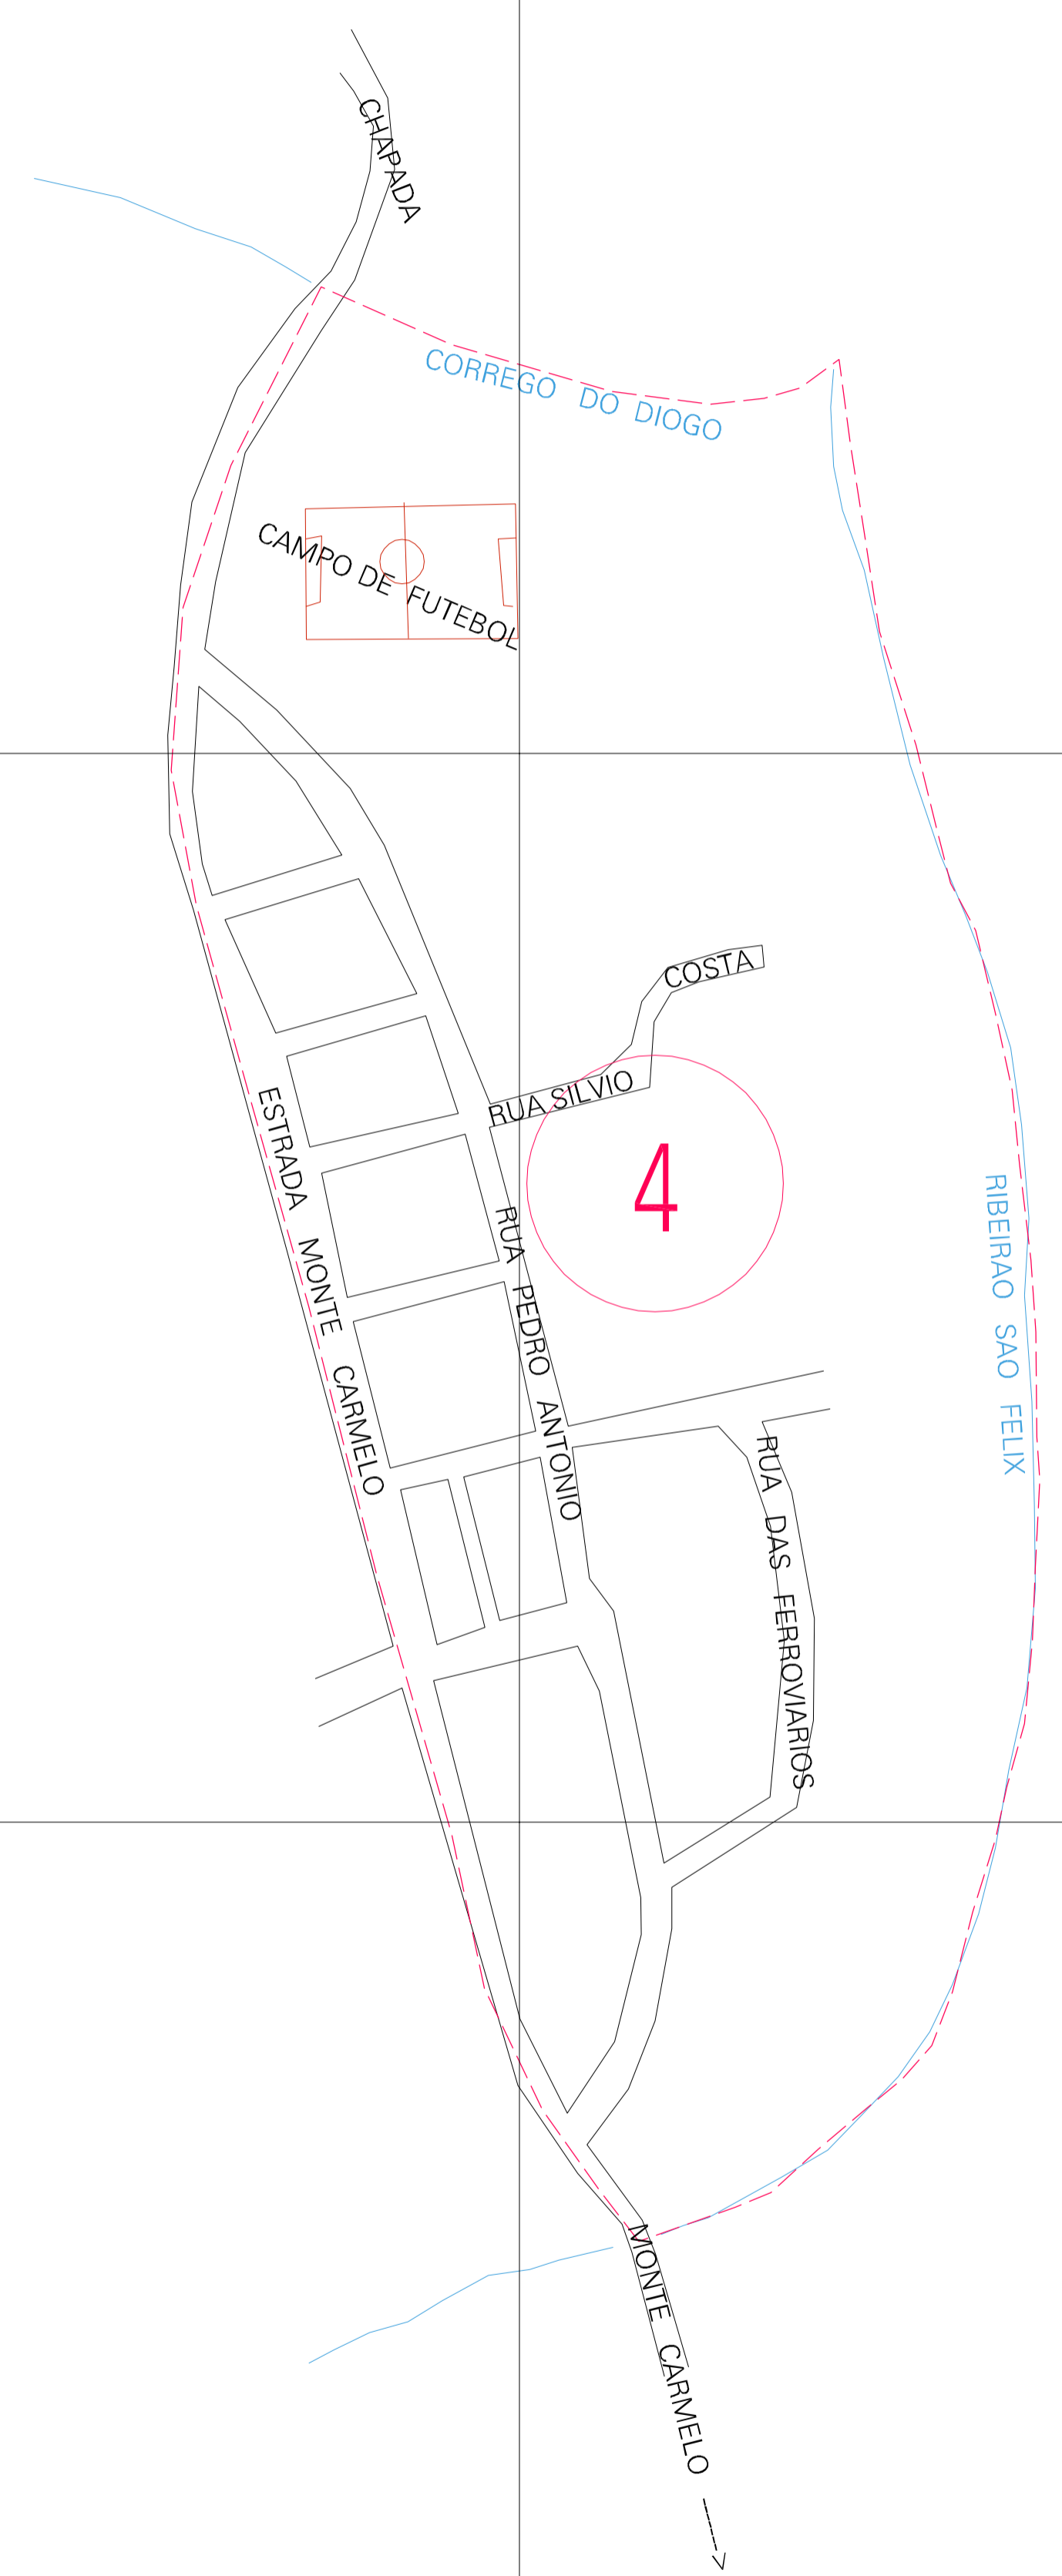 CHAPADA
CORREGO DO DIOGO
CAMPO DE FUTEBOL
COSTA
RUA SILVIO
4
ESTRADA MONTE CARMELO
RUA PEDRO ANTONIO
RIBEIRAO SAO FELIX
RUA DAS FERROVIARIOS
MONTE CARMELO